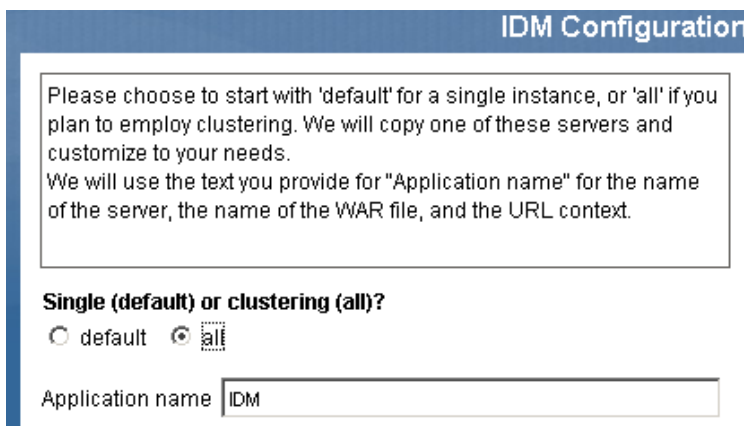 IDM Configuration
Please choose to start with 'default' for a single instance, or 'all' if you
plan to employ clustering. We will copy one of these servers and
customize to your needs.
We will use the text you provide for "Application name" for the name
of the server, the name of the WAR file, and the URL context.
Single (default) or clustering (all)?
default all
Application name IDM